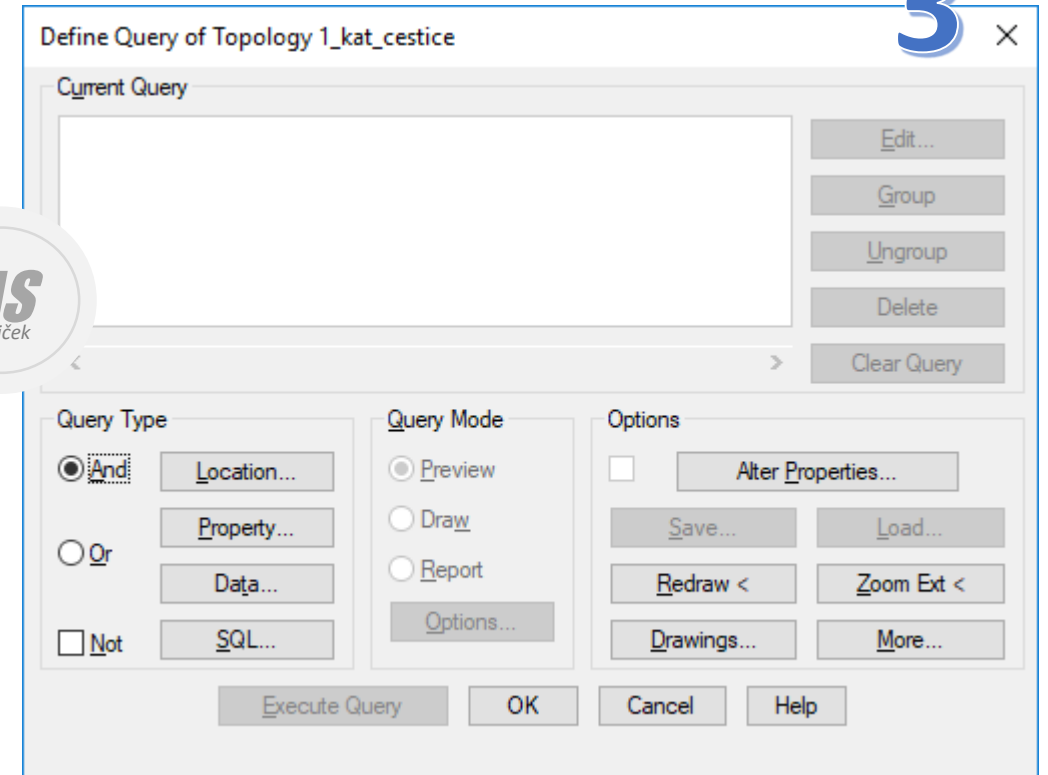 3
Define Query of Topology 1_kat_cestice
Current Query
Edit...
Group
Ungroup
Delete
Clear Query
Query Type
And
Location...
Property...
Or
Data...
Not
SQL...
Query Mode
Preview
Draw
Report
Options...
Options
Alter Properties...
Save...
Load...
Redraw <
Zoom Ext <
Drawings...
More...
Execute Query
OK
Cancel
Help